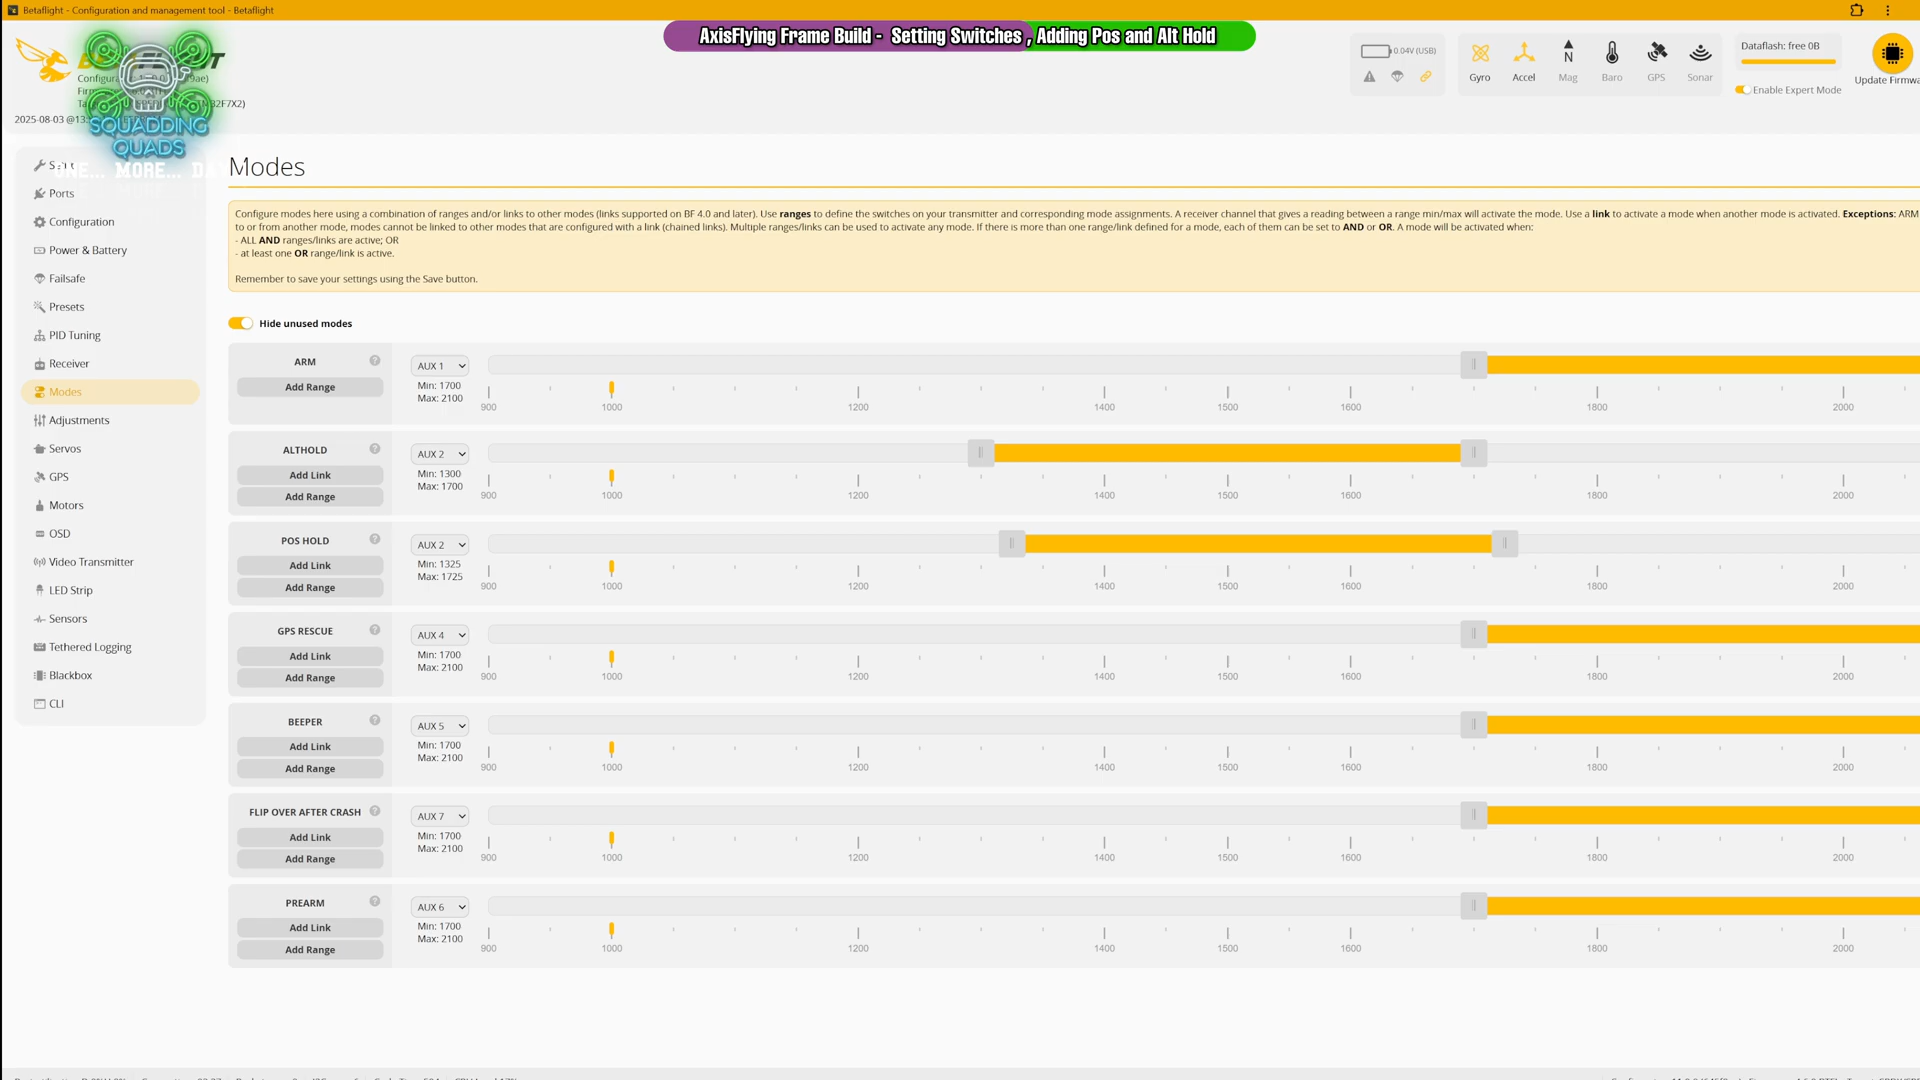 Betaflight - Configuration and management tool - Betaflight
AxisFlying Frame Build - Setting Switches , Adding Pos and Alt Hold
SQUADDING
QUADS
ONE... MORE...
2025-08-03
0.04V (USB)
Gyro
Accel
Mag
Baro
GPS
Sonar
Dataflash: free 0B
Enable Expert Mode
Update Firmwa
Ports
Configuration
Power & Battery
Failsafe
Presets
PID Tuning
Receiver
Modes
Adjustments
Servos
GPS
Motors
OSD
Video Transmitter
LED Strip
Sensors
Tethered Logging
Blackbox
CLI
Modes
Configure modes here using a combination of ranges and/or links to other modes (links supported on BF 4.0 and later). Use ranges to define the switches on your transmitter and corresponding mode assignments. A receiver channel that gives a reading between a range min/max will activate the mode. Use a link to activate a mode when another mode is activated. Exceptions: ARM
to or from another mode, modes cannot be linked to other modes that are configured with a link (chained links). Multiple ranges/links can be used to activate any mode. If there is more than one range/link defined for a mode, each of them can be set to AND or OR. A mode will be activated when:
- ALL AND ranges/links are active; OR
- at least one OR range/link is active.
Remember to save your settings using the Save button.
Hide unused modes
ARM
Add Range
AUX 1
Min: 1700
Max: 2100
900 1000 1200 1400 1500 1600 1800 2000
ALTHOLD
Add Link
Add Range
AUX 2
Min: 1300
Max: 1700
900 1000 1200 1400 1500 1600 1800 2000
POS HOLD
Add Link
Add Range
AUX 2
Min: 1325
Max: 1725
900 1000 1200 1400 1500 1600 1800 2000
GPS RESCUE
Add Link
Add Range
AUX 4
Min: 1700
Max: 2100
900 1000 1200 1400 1500 1600 1800 2000
BEEPER
Add Link
Add Range
AUX 5
Min: 1700
Max: 2100
900 1000 1200 1400 1500 1600 1800 2000
FLIP OVER AFTER CRASH
Add Link
Add Range
AUX 7
Min: 1700
Max: 2100
900 1000 1200 1400 1500 1600 1800 2000
PREARM
Add Link
Add Range
AUX 6
Min: 1700
Max: 2100
900 1000 1200 1400 1500 1600 1800 2000